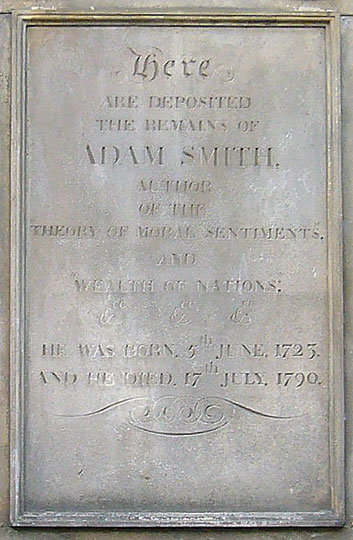 Here
ARE DEPOSITED
THE REMAINS OF
ADAM SMITH.
AUTHOR
OF THE
"THEORY OF MORAL SENTIMENTS",
AND
"WEALTH OF NATIONS;"
&c &c &c
HE WAS BORN, 5th JUNE, 1723.
AND HE DIED, 17th JULY, 1790.